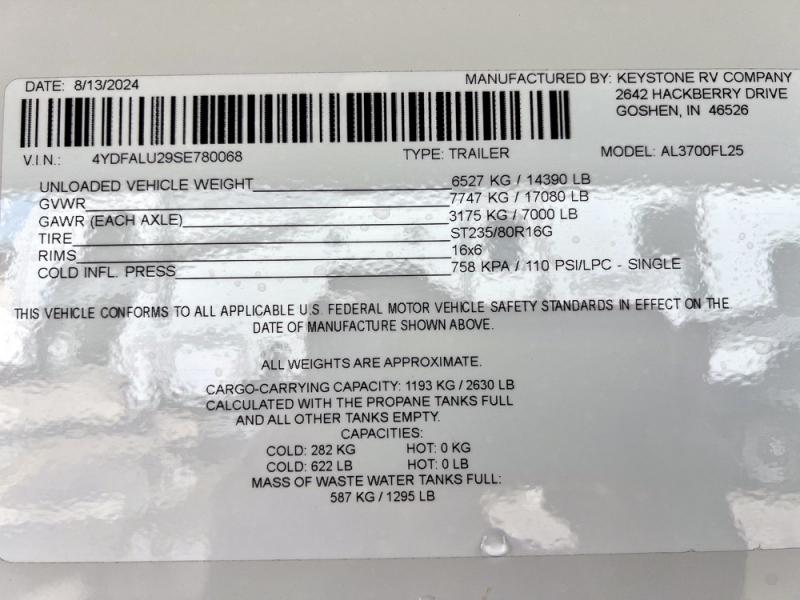 DATE: 8/13/2024
MANUFACTURED BY: KEYSTONE RV COMPANY
2642 HACKBERRY DRIVE
GOSHEN, IN 46526
V.I.N.: 4YDFALU29SE780068 TYPE: TRAILER MODEL: AL3700FL25
UNLOADED VEHICLE WEIGHT 6527 KG / 14390 LB
GVWR 7747 KG / 17080 LB
GAWR (EACH AXLE) 3175 KG / 7000 LB
TIRE ST235/80R16G
RIMS 16x6
COLD INFL. PRESS 758 KPA / 110 PSI/LPC - SINGLE
THIS VEHICLE CONFORMS TO ALL APPLICABLE U.S. FEDERAL MOTOR VEHICLE SAFETY STANDARDS IN EFFECT ON THE
DATE OF MANUFACTURE SHOWN ABOVE.
ALL WEIGHTS ARE APPROXIMATE.
CARGO-CARRYING CAPACITY: 1193 KG / 2630 LB
CALCULATED WITH THE PROPANE TANKS FULL
AND ALL OTHER TANKS EMPTY.
CAPACITIES:
COLD: 282 KG HOT: 0 KG
COLD: 622 LB HOT: 0 LB
MASS OF WASTE WATER TANKS FULL:
587 KG / 1295 LB